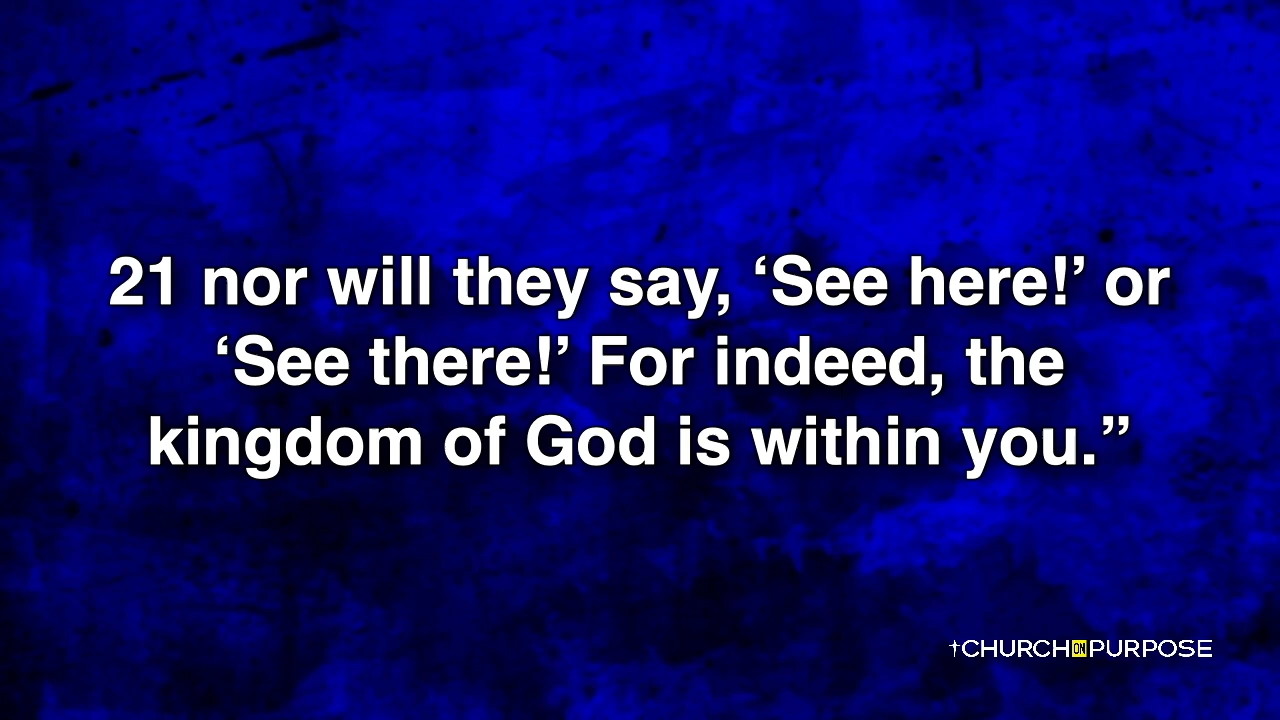 21 nor will they say, ‘See here!’ or
‘See there!’ For indeed, the
kingdom of God is within you.”
CHURCH ON PURPOSE